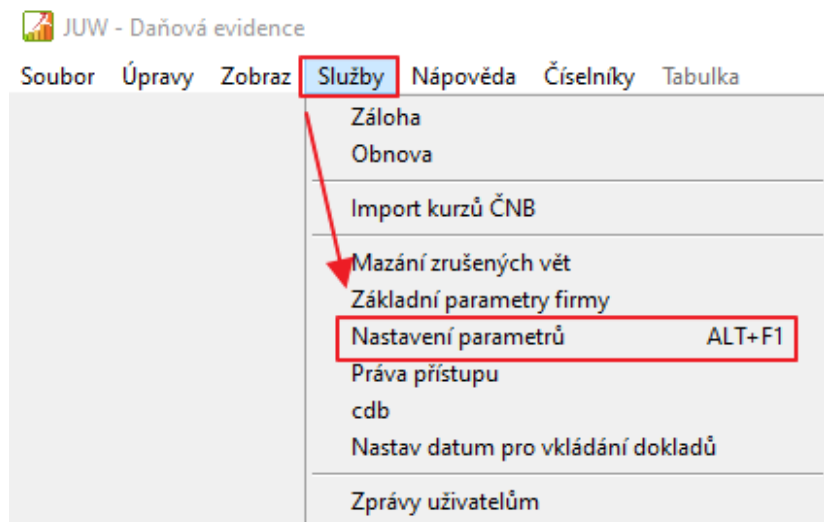 JUW - Daňová evidence
Soubor Úpravy Zobraz Služby Nápověda Číselníky Tabulka
Záloha
Obnova
Import kurzů ČNB
Mazání zrušených vět
Základní parametry firmy
Nastavení parametrů ALT+F1
Práva přístupu
cdb
Nastav datum pro vkládání dokladů
Zprávy uživatelům